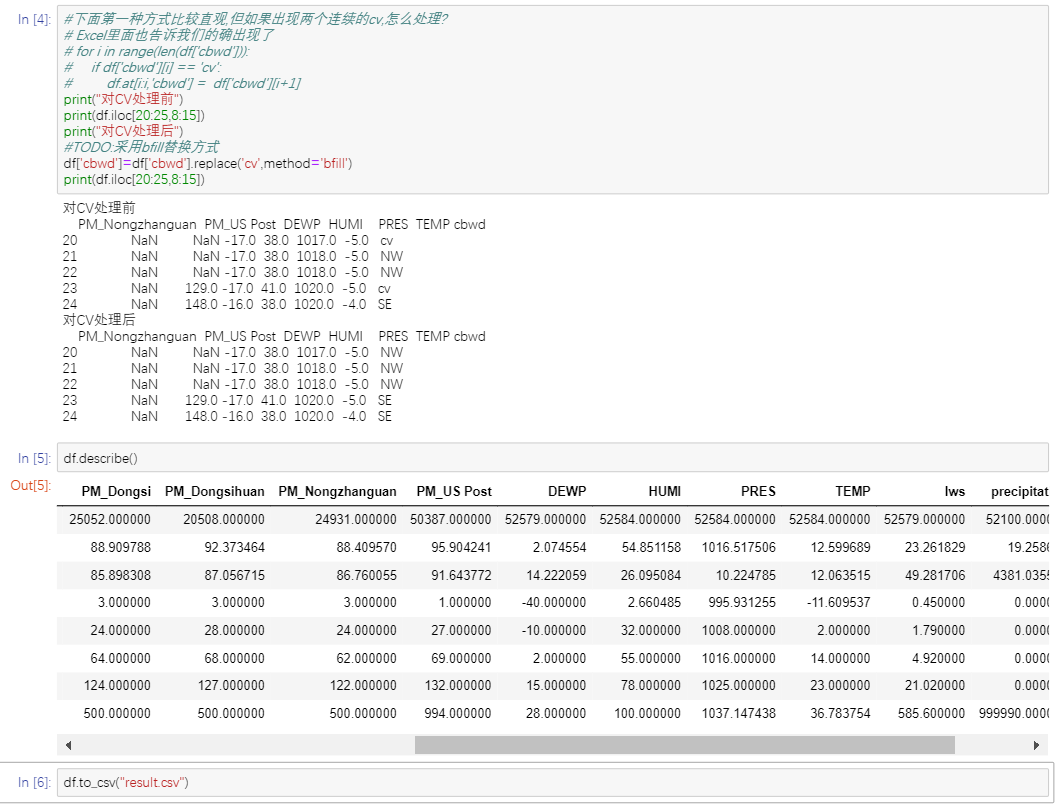 In [4]:
#下面第一种方式比较直观,但如果出现两个连续的cv,怎么处理?
# Excel里面也告诉我们的确出现了
# for i in range(len(df['cbwd'])):
#     if df['cbwd'][i] == 'cv':
#         df.at[i:i,'cbwd'] =  df['cbwd'][i+1]
print("对CV处理前")
print(df.iloc[20:25,8:15])
print("对CV处理后")
#TODO:采用bfill替换方式
df['cbwd']=df['cbwd'].replace('cv',method='bfill')
print(df.iloc[20:25,8:15])
对CV处理前
PM_Nongzhanguan  PM_US Post  DEWP  HUMI    PRES  TEMP cbwd
20             NaN         NaN -17.0  38.0  1017.0  -5.0   cv
21             NaN         NaN -17.0  38.0  1018.0  -5.0   NW
22             NaN         NaN -17.0  38.0  1018.0  -5.0   NW
23             NaN       129.0 -17.0  41.0  1020.0  -5.0   cv
24             NaN       148.0 -16.0  38.0  1020.0  -4.0   SE
对CV处理后
PM_Nongzhanguan  PM_US Post  DEWP  HUMI    PRES  TEMP cbwd
20             NaN         NaN -17.0  38.0  1017.0  -5.0   NW
21             NaN         NaN -17.0  38.0  1018.0  -5.0   NW
22             NaN         NaN -17.0  38.0  1018.0  -5.0   NW
23             NaN       129.0 -17.0  41.0  1020.0  -5.0   SE
24             NaN       148.0 -16.0  38.0  1020.0  -4.0   SE
In [5]: df.describe()
Out[5]:
PM_Dongsi PM_Dongsihuan PM_Nongzhanguan PM_US Post DEWP HUMI PRES TEMP Iws precipitat
25052.000000 20508.000000 24931.000000 50387.000000 52579.000000 52584.000000 52584.000000 52584.000000 52579.000000 52100.0000
88.909788 92.373464 88.409570 95.904241 2.074554 54.851158 1016.517506 12.599689 23.261829 19.2586
85.898308 87.056715 86.760055 91.643772 14.222059 26.095084 10.224785 12.063515 49.281706 4381.0355
3.000000 3.000000 3.000000 1.000000 -40.000000 2.660485 995.931255 -11.609537 0.450000 0.0000
24.000000 28.000000 24.000000 27.000000 -10.000000 32.000000 1008.000000 2.000000 1.790000 0.0000
64.000000 68.000000 62.000000 69.000000 2.000000 55.000000 1016.000000 14.000000 4.920000 0.0000
124.000000 127.000000 122.000000 132.000000 15.000000 78.000000 1025.000000 23.000000 21.020000 0.0000
500.000000 500.000000 500.000000 994.000000 28.000000 100.000000 1037.147438 36.783754 585.600000 999990.0000
In [6]: df.to_csv("result.csv")